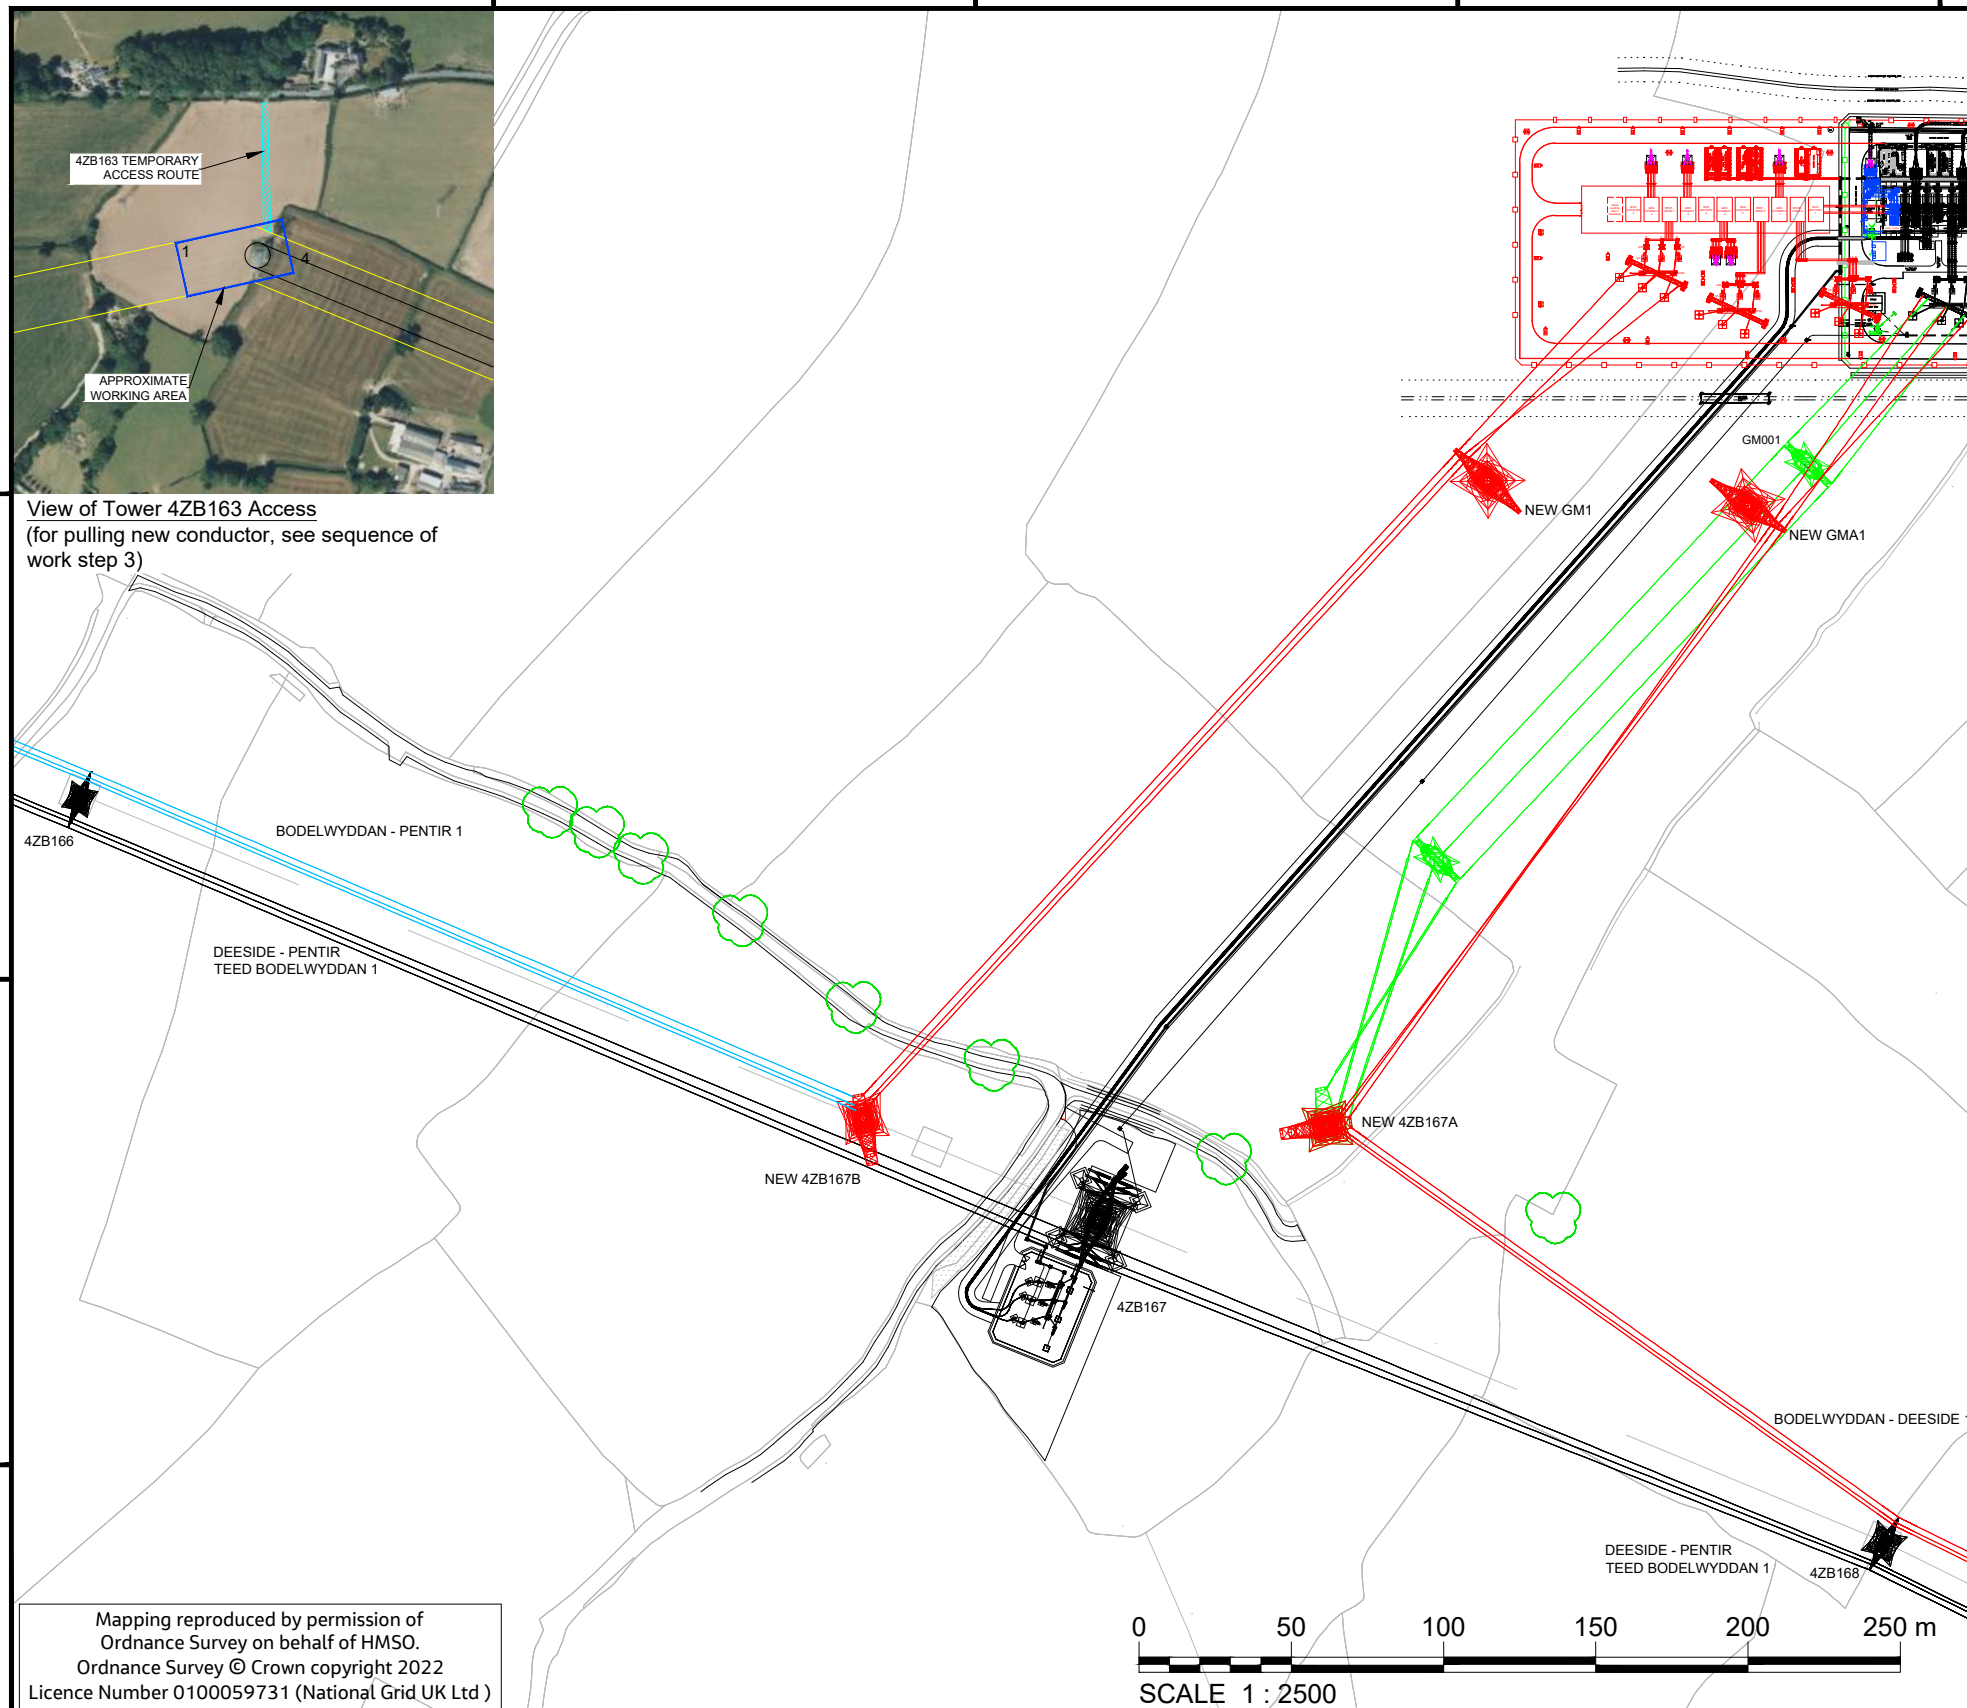 4ZB163 TEMPORARY
ACCESS ROUTE
1
4
APPROXIMATE
WORKING AREA
View of Tower 4ZB163 Access
(for pulling new conductor, see sequence of
work step 3)
GM001
NEW GM1
NEW GMA1
4ZB166
BODELWYDDAN - PENTIR 1
DEESIDE - PENTIR
TEED BODELWYDDAN 1
NEW 4ZB167A
NEW 4ZB167B
4ZB167
BODELWYDDAN - DEESIDE 1
DEESIDE - PENTIR
TEED BODELWYDDAN 1
4ZB168
Mapping reproduced by permission of
Ordnance Survey on behalf of HMSO.
Ordnance Survey © Crown copyright 2022
Licence Number 0100059731 (National Grid UK Ltd )
0 50 100 150 200 250 m
SCALE 1 : 2500